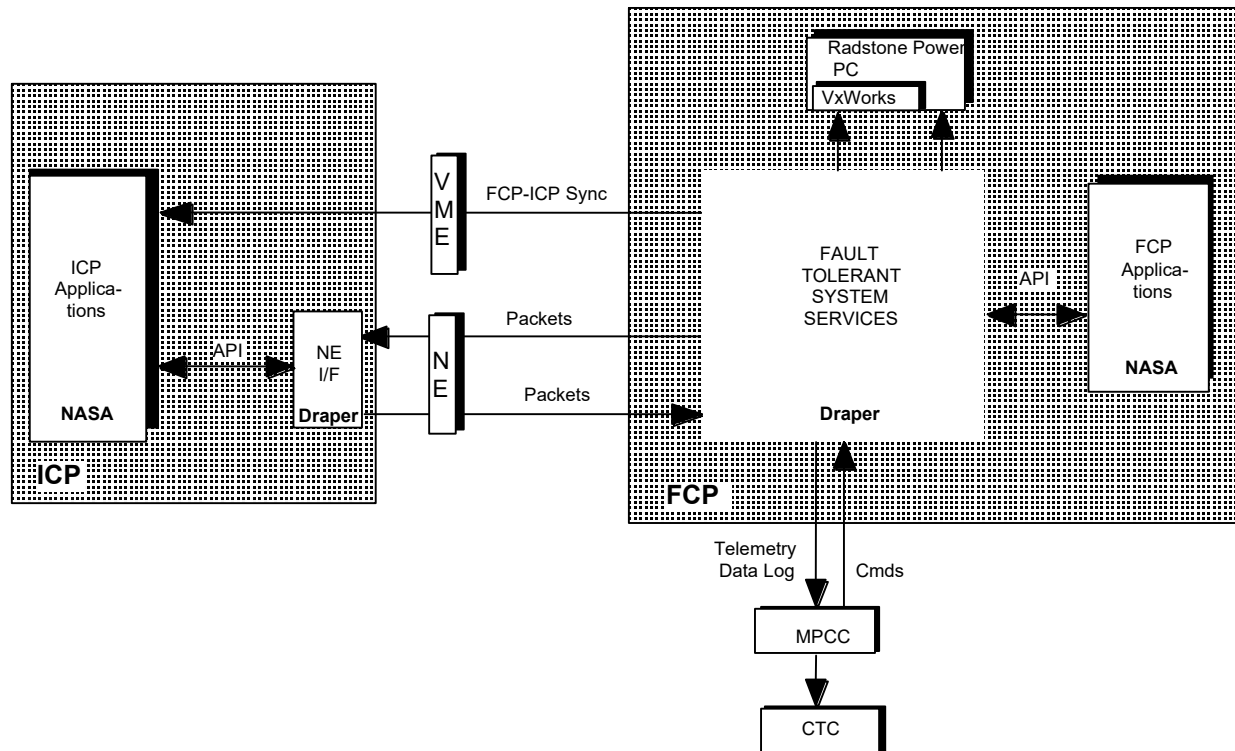 Radstone Power
PC
VxWorks
V
M
E
FCP-ICP Sync
ICP
Applica-
tions
NASA
API
NE
I/F
Draper
N
E
Packets
Packets
FAULT
TOLERANT
SYSTEM
SERVICES
Draper
API
FCP
Applica-
tions
NASA
ICP
FCP
Telemetry
Data Log
Cmds
MPCC
CTC